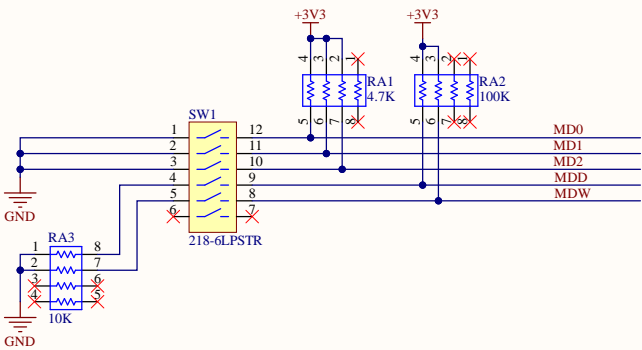 +3V3
+3V3
4 3 2 1
4 3 2 1
RA1
4.7K
RA2
100K
5 6 7 8
5 6 7 8
SW1
1 12 MD0
2 11 MD1
3 10 MD2
4 9 MDD
5 8 MDW
6 7
218-6LPSTR
GND
RA3
1 8
2 7
3 6
4 5
10K
GND